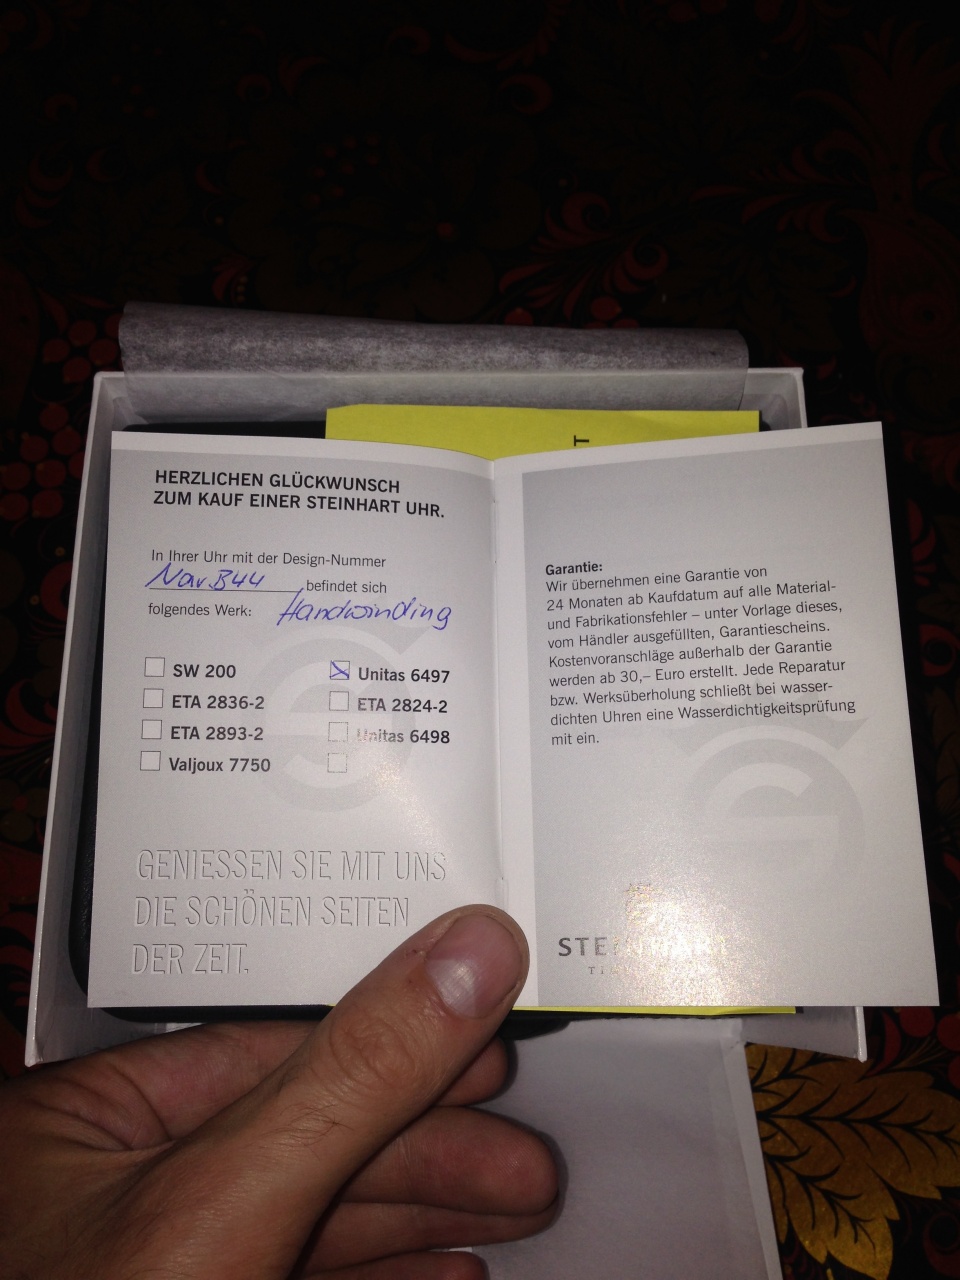 T
HERZLICHEN GLÜCKWUNSCH
ZUM KAUF EINER STEINHART UHR.
In Ihrer Uhr mit der Design-Nummer
Nav.B44 befindet sich
folgendes Werk: Handwinding
SW 200
ETA 2836-2
ETA 2893-2
Valjoux 7750
Unitas 6497
ETA 2824-2
Unitas 6498
GENIESSEN SIE MIT UNS
DIE SCHÖNEN SEITEN
DER ZEIT.
Garantie:
Wir übernehmen eine Garantie von
24 Monaten ab Kaufdatum auf alle Material-
und Fabrikationsfehler – unter Vorlage dieses,
vom Händler ausgefüllten, Garantiescheins.
Kostenvoranschläge außerhalb der Garantie
werden ab 30,– Euro erstellt. Jede Reparatur
bzw. Werksüberholung schließt bei wasser-
dichten Uhren eine Wasserdichtigkeitsprüfung
mit ein.
STEINHART